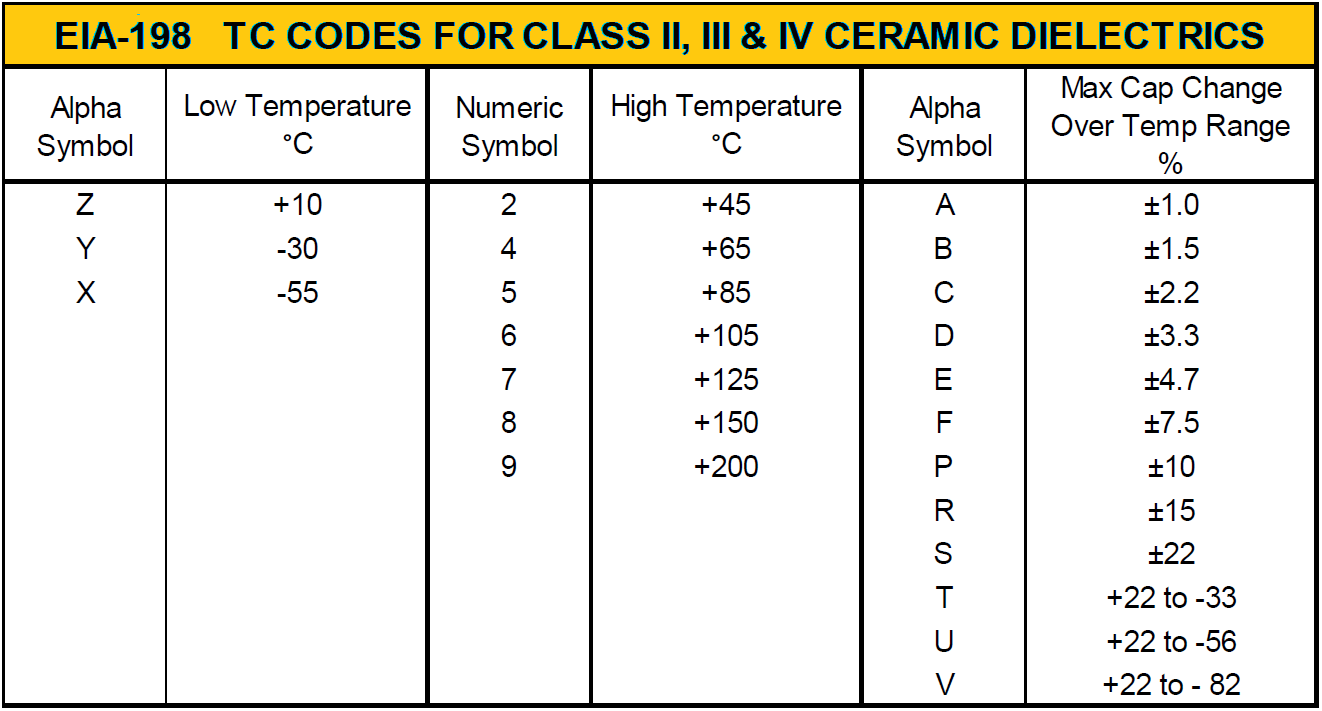 EIA-198 TC CODES FOR CLASS II, III & IV CERAMIC DIELECTRICS
Alpha Symbol Low Temperature °C Numeric Symbol High Temperature °C Alpha Symbol Max Cap Change Over Temp Range %
Z +10 2 +45 A ±1.0
Y -30 4 +65 B ±1.5
X -55 5 +85 C ±2.2
6 +105 D ±3.3
7 +125 E ±4.7
8 +150 F ±7.5
9 +200 P ±10
R ±15
S ±22
T +22 to -33
U +22 to -56
V +22 to - 82